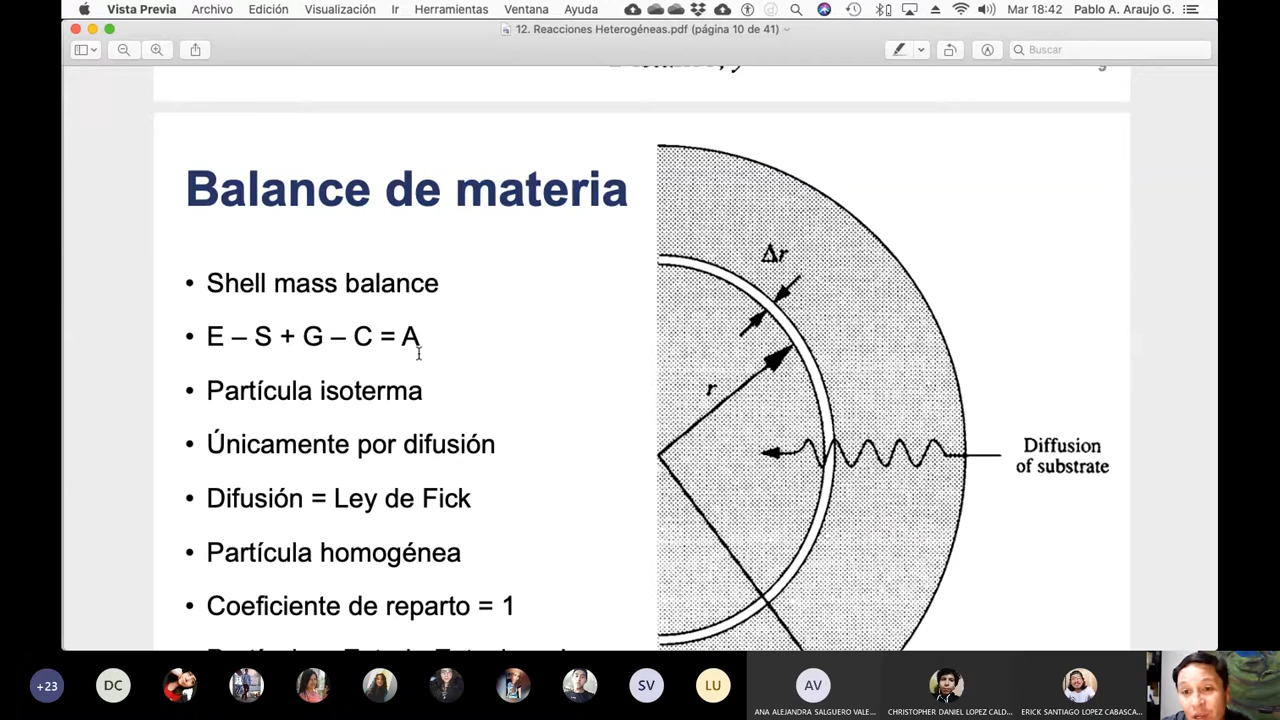 Vista Previa Archivo Edición Visualización Ir Herramientas Ventana Ayuda Mar 18:42 Pablo A. Araujo G.
12. Reacciones Heterogéneas.pdf (página 10 de 41)
Buscar
Balance de materia
• Shell mass balance
• E – S + G – C = A
• Partícula isoterma
• Únicamente por difusión
• Difusión = Ley de Fick
• Partícula homogénea
• Coeficiente de reparto = 1
Δr
r
Diffusion
of substrate
+23 DC SV LU AV
ANA ALEJANDRA SALGUERO VALE... CHRISTOPHER DANIEL LOPEZ CALD... ERICK SANTIAGO LOPEZ CABASCA...